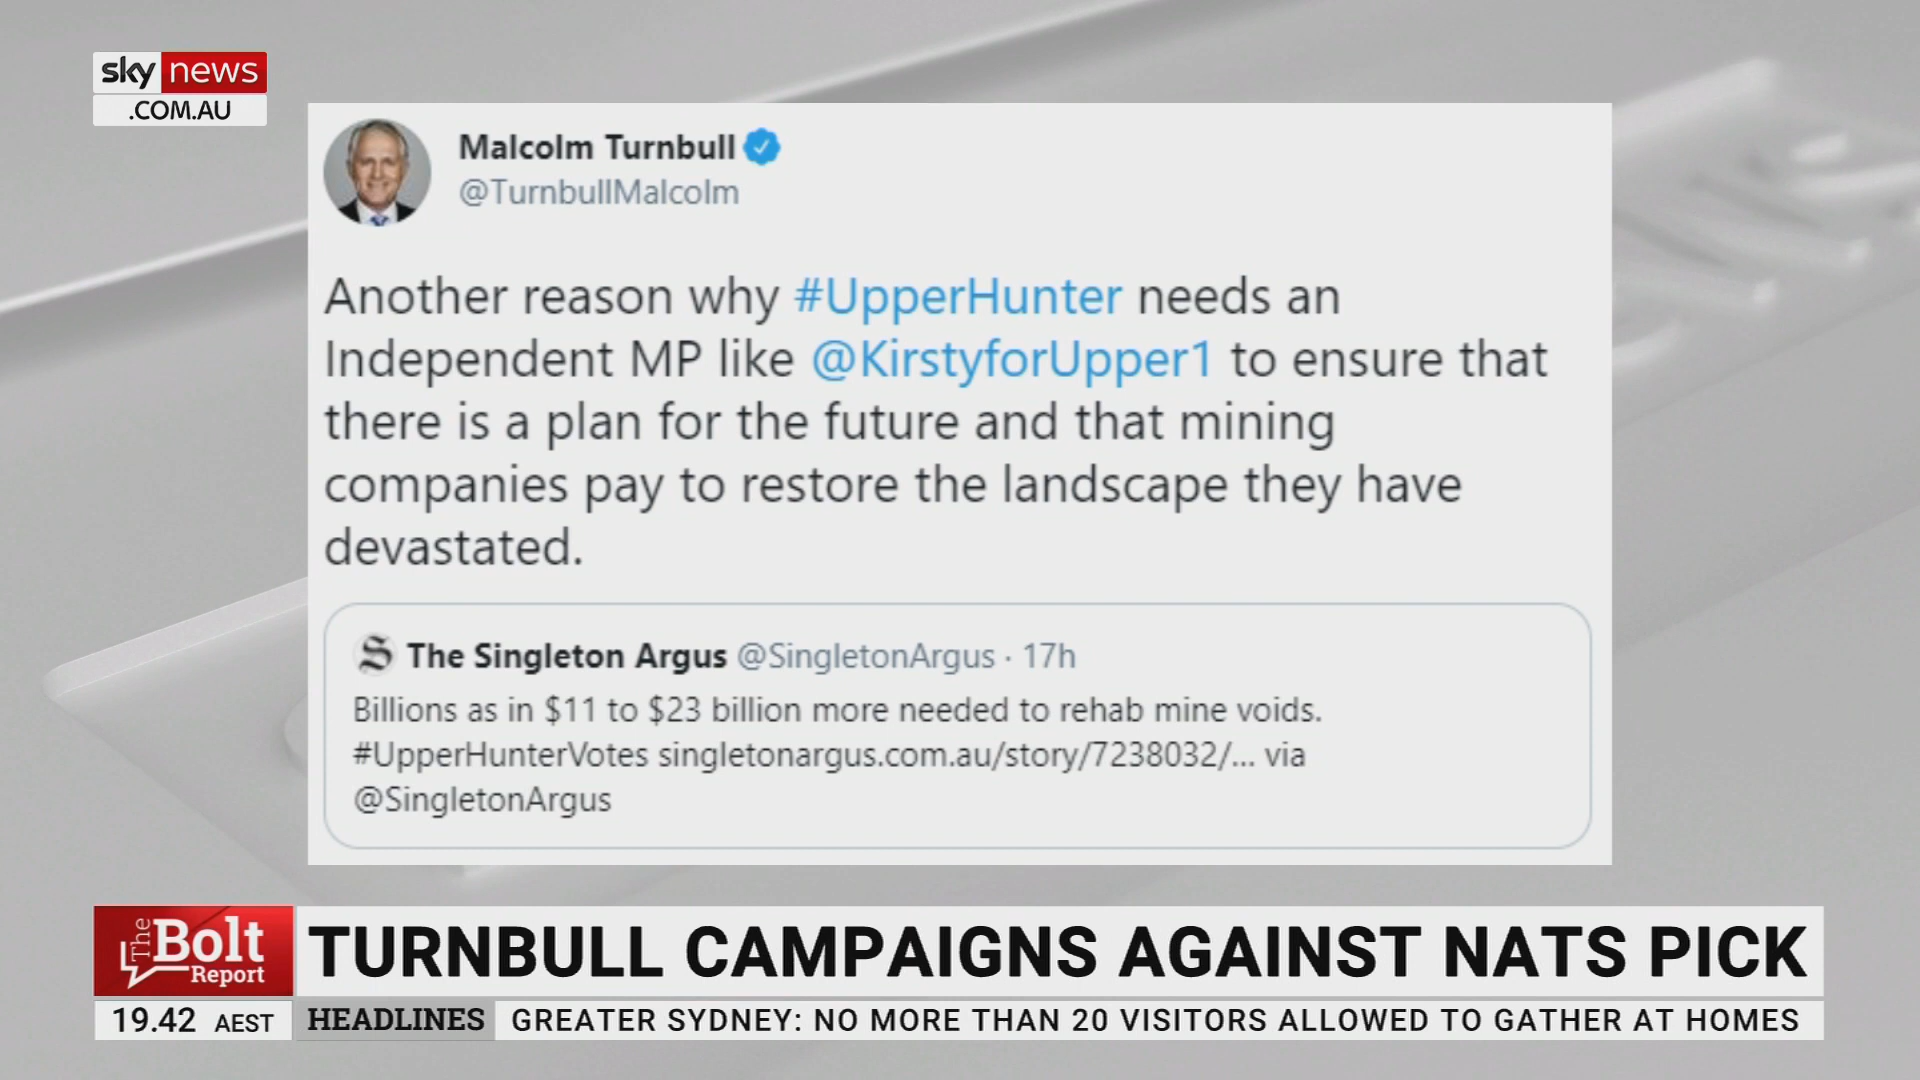 sky news
.COM.AU
Malcolm Turnbull
@TurnbullMalcolm
Another reason why #UpperHunter needs an
Independent MP like @KirstyforUpper1 to ensure that
there is a plan for the future and that mining
companies pay to restore the landscape they have
devastated.
S The Singleton Argus @SingletonArgus · 17h
Billions as in $11 to $23 billion more needed to rehab mine voids.
#UpperHunterVotes singletonargus.com.au/story/7238032/... via
@SingletonArgus
The Bolt Report
TURNBULL CAMPAIGNS AGAINST NATS PICK
19.42 AEST HEADLINES GREATER SYDNEY: NO MORE THAN 20 VISITORS ALLOWED TO GATHER AT HOMES